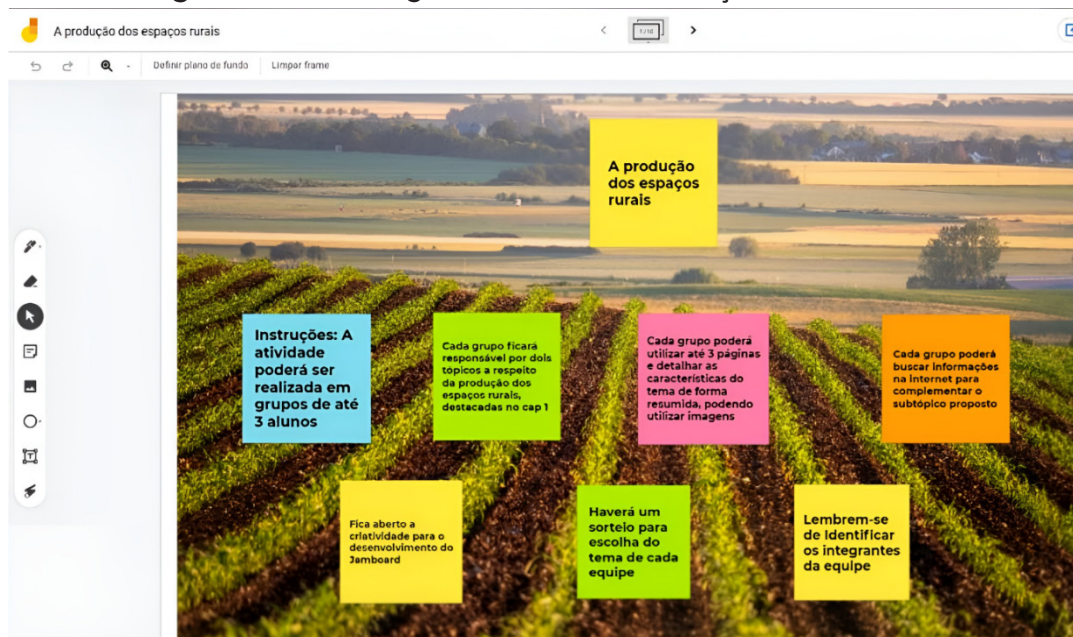 A produção dos espaços rurais
1/10
Definir plano de fundo
Limpar frame
A produção
dos espaços
rurais
Instruções: A
atividade
poderá ser
realizada em
grupos de até
3 alunos
Cada grupo ficará
responsável por dois
tópicos a respeito
da produção dos
espaços rurais,
destacadas no cap 1
Cada grupo poderá
utilizar até 3 páginas
e detalhar as
características do
tema de forma
resumida, podendo
utilizar imagens
Cada grupo poderá
buscar informações
na internet para
complementar o
subtópico proposto
Fica aberto a
criatividade para o
desenvolvimento do
Jamboard
Haverá um
sorteio para
escolha do
tema de cada
equipe
Lembrem-se
de Identificar
os integrantes
da equipe